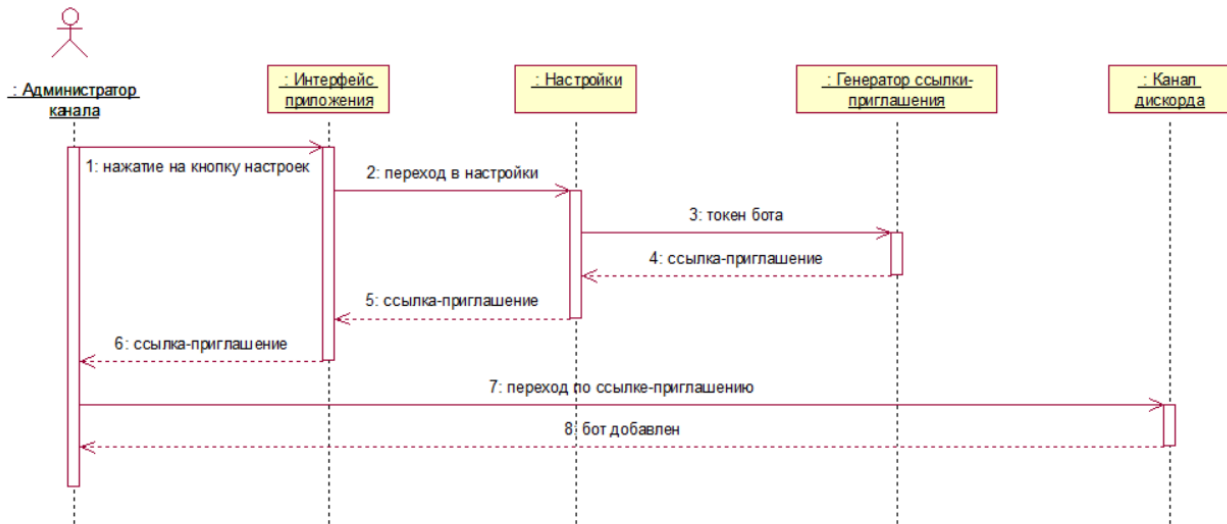 : Администратор
канала
: Интерфейс
приложения
: Настройки
: Генератор ссылки-
приглашения
: Канал
дискорда
1: нажатие на кнопку настроек
2: переход в настройки
3: токен бота
4: ссылка-приглашение
5: ссылка-приглашение
6: ссылка-приглашение
7: переход по ссылке-приглашению
8: бот добавлен